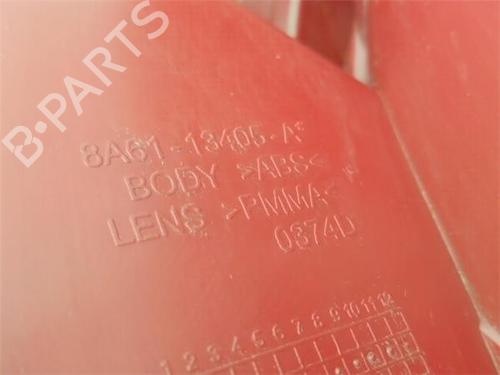 B-PARTS
8A61-13405-A
BODY >ABS<
LENS >PMMA<
0374D
1 2 3 4 5 6 7 8 9 10 11 12